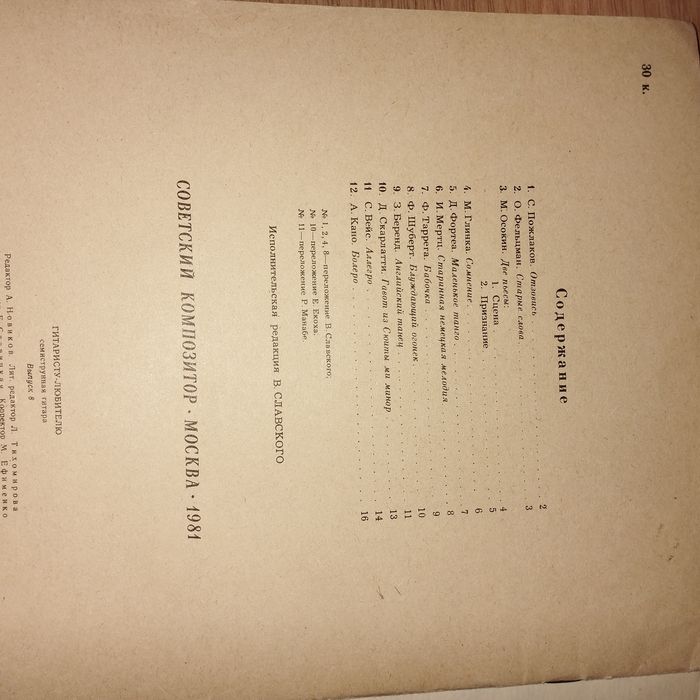 30 к.
Содержание
1. С. Пожлаков. Отзовись. 2
2. О. Фельцман. Старые слова 3
3. М. Осокин. Две пьесы:
1. Сцена 4
2. Признание 5
4. М. Глинка. Сомнение 6
5. Д. Фортеа. Маленькое танго 7
6. И. Мертц. Старинная немецкая мелодия 8
7. Ф. Таррега. Бабочка 9
8. Ф. Шуберт. Блуждающий огонек 10
9. З. Беренд. Английский танец 11
10. Д. Скарлатти. Гавот из Сюиты ми минор 13
11 С. Вейс. Аллегро 14
12. А. Кано. Болеро 16
№ 1, 2, 4, 8—переложение В. Славского;
№ 10—переложение Е. Екоха.
№ 11—переложение Р. Манабе.
Исполнительская редакция В. СЛАВСКОГО
СОВЕТСКИЙ КОМПОЗИТОР · МОСКВА · 1981
ГИТАРИСТУ-ЛЮБИТЕЛЮ
семиструнная гитара
Выпуск 8
Редактор А. Новиков. Лит. редактор Л. Тихомирова
Корректор М. Ефименко